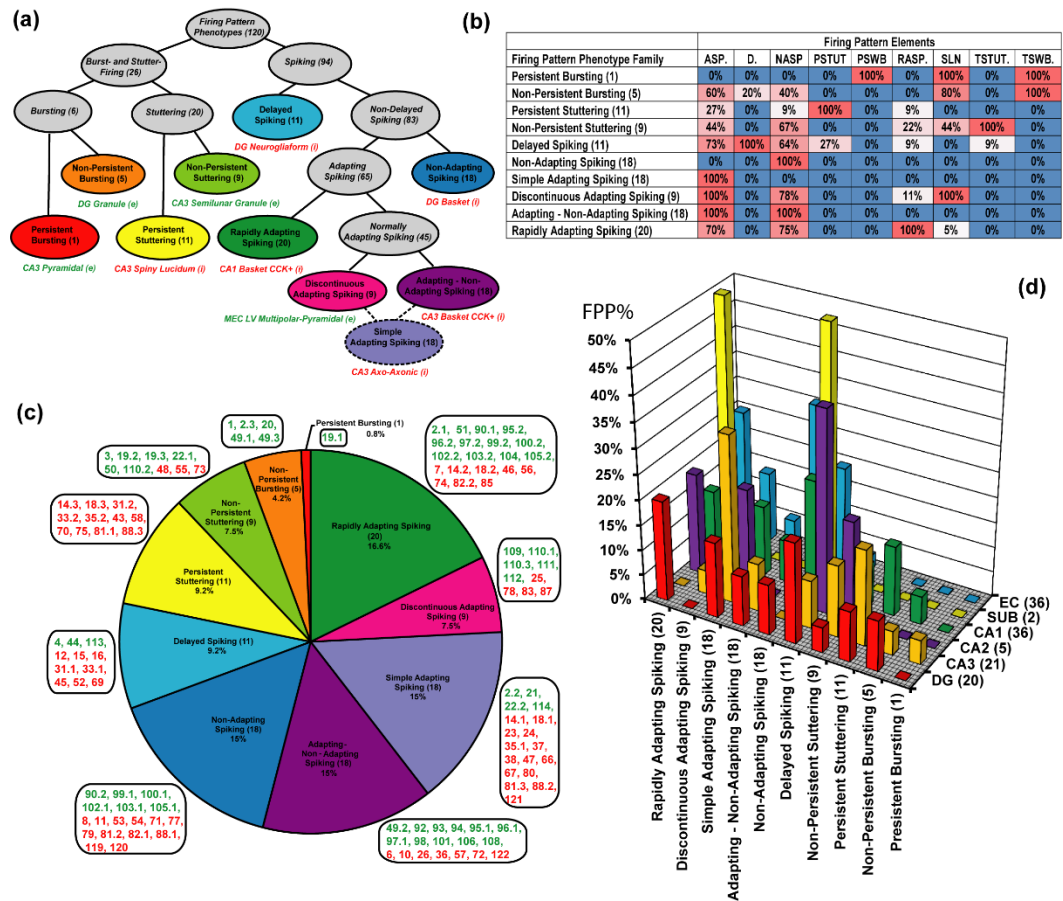 (a)
Firing Pattern
Phenotypes (120)
Burst- and Stutter-
Firing (26)
Spiking (94)
Bursting (6)
Stuttering (20)
Delayed
Spiking (11)
Non-Delayed
Spiking (83)
DG Neurogliaform (i)
Non-Persistent
Bursting (5)
Non-Persistent
Suttering (9)
Adapting
Spiking (65)
Non-Adapting
Spiking (18)
DG Granule (e)
CA3 Semilunar Granule (e)
DG Basket (i)
Persistent
Bursting (1)
Persistent
Stuttering (11)
Rapidly Adapting
Spiking (20)
Normally Adapting
Spiking (45)
CA3 Pyramidal (e)
CA3 Spiny Lucidum (i)
CA1 Basket CCK+ (i)
Discontinuous
Adapting Spiking (9)
Adapting - Non-
Adapting Spiking (18)
MEC LV Multipolar-Pyramidal (e)
CA3 Basket CCK+ (I)
Simple
Adapting Spiking (18)
CA3 Axo-Axonic (i)
(b)
Firing Pattern Elements
Firing Pattern Phenotype Family ASP. D. NASP PSTUT PSWB RASP. SLN TSTUT. TSWB.
Persistent Bursting (1) 0% 0% 0% 0% 100% 0% 100% 0% 100%
Non-Persistent Bursting (5) 60% 20% 40% 0% 0% 0% 80% 0% 100%
Persistent Stuttering (11) 27% 0% 9% 100% 0% 9% 0% 0% 0%
Non-Persistent Stuttering (9) 44% 0% 67% 0% 0% 22% 44% 100% 0%
Delayed Spiking (11) 73% 100% 64% 27% 0% 9% 0% 9% 0%
Non-Adapting Spiking (18) 0% 0% 100% 0% 0% 0% 0% 0% 0%
Simple Adapting Spiking (18) 100% 0% 0% 0% 0% 0% 0% 0% 0%
Discontinuous Adapting Spiking (9) 100% 0% 78% 0% 0% 11% 100% 0% 0%
Adapting - Non-Adapting Spiking (18) 100% 0% 100% 0% 0% 0% 0% 0% 0%
Rapidly Adapting Spiking (20) 70% 0% 75% 0% 0% 100% 5% 0% 0%
(c)
Persistent Bursting (1)
0.8%
19.1
1, 2.3, 20,
49.1, 49.3
Non-
Persistent
Bursting (5)
4.2%
3, 19.2, 19.3, 22.1,
50, 110.2, 48, 55, 73
Non-
Persistent
Stuttering (9)
7.5%
14.3, 18.3, 31.2,
33.2, 35.2, 43, 58,
70, 75, 81.1, 88.3
Persistent
Stuttering (11)
9.2%
4, 44, 113,
12, 15, 16,
31.1, 33.1,
45, 52, 69
Delayed Spiking (11)
9.2%
90.2, 99.1, 100.1,
102.1, 103.1, 105.1,
8, 11, 53, 54, 71, 77,
79, 81.2, 82.1, 88.1,
119, 120
Non-Adapting
Spiking (18)
15%
49.2, 92, 93, 94, 95.1, 96.1,
97.1, 98, 101, 106, 108,
6, 10, 26, 36, 57, 72, 122
Adapting-
Non - Adapting
Spiking (18)
15%
2.2, 21,
22.2, 114,
14.1, 18.1,
23, 24,
35.1, 37,
38, 47, 66,
67, 80,
81.3, 88.2,
121
Simple Adapting
Spiking (18)
15%
109, 110.1,
110.3, 111,
112, 25,
78, 83, 87
Discontinuous Adapting
Spiking (9)
7.5%
2.1, 51, 90.1, 95.2,
96.2, 97.2, 99.2, 100.2,
102.2, 103.2, 104, 105.2,
7, 14.2, 18.2, 46, 56,
74, 82.2, 85
Rapidly Adapting Spiking
(20)
16.6%
(d)
FPP%
50%
45%
40%
35%
30%
25%
20%
15%
10%
5%
0%
EC (36)
SUB (2)
CA1 (36)
CA2 (5)
CA3 (21)
DG (20)
Rapidly Adapting Spiking (20)
Discontinuous Adapting Spiking (9)
Simple Adapting Spiking (18)
Adapting - Non-Adapting Spiking (18)
Non-Adapting Spiking (18)
Delayed Spiking (11)
Non-Persistent Suttering (9)
Persistent Stuttering (11)
Non-Persistent Bursting (5)
Presistent Bursting (1)